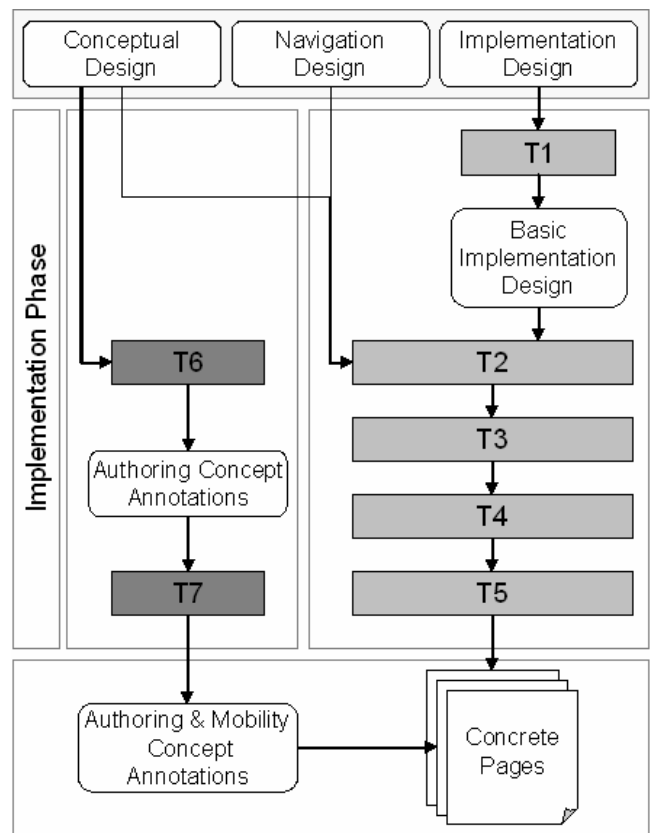 Conceptual
Design
Navigation
Design
Implementation
Design
T1
Basic
Implementation
Design
Implementation Phase
T6
T2
T3
Authoring Concept
Annotations
T4
T7
T5
Authoring & Mobility
Concept
Annotations
Concrete
Pages